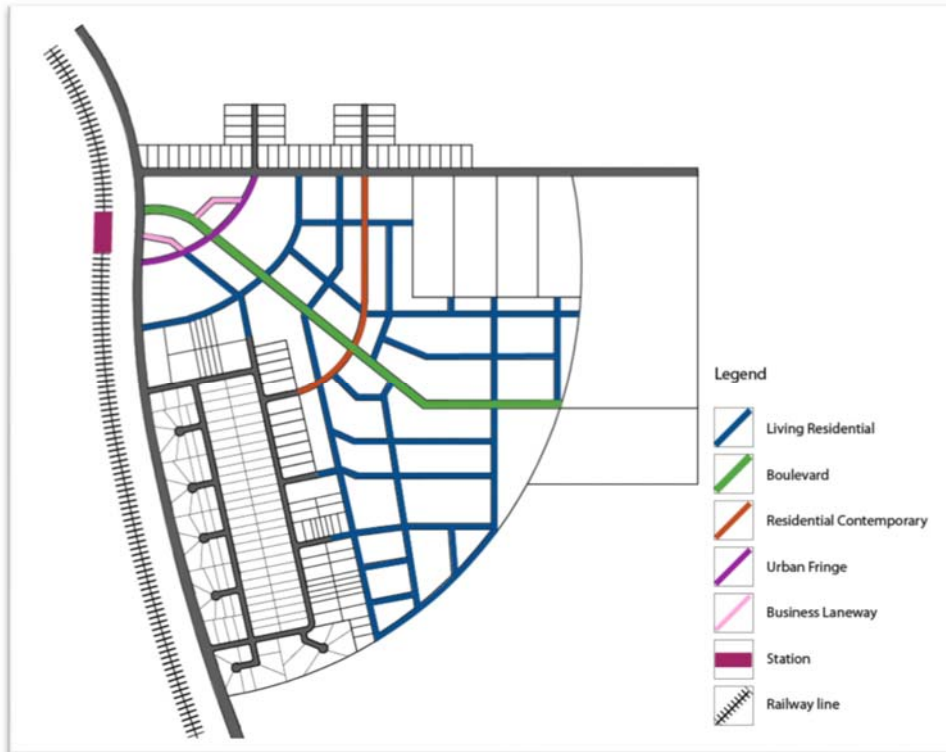 Legend
Living Residential
Boulevard
Residential Contemporary
Urban Fringe
Business Laneway
Station
Railway line